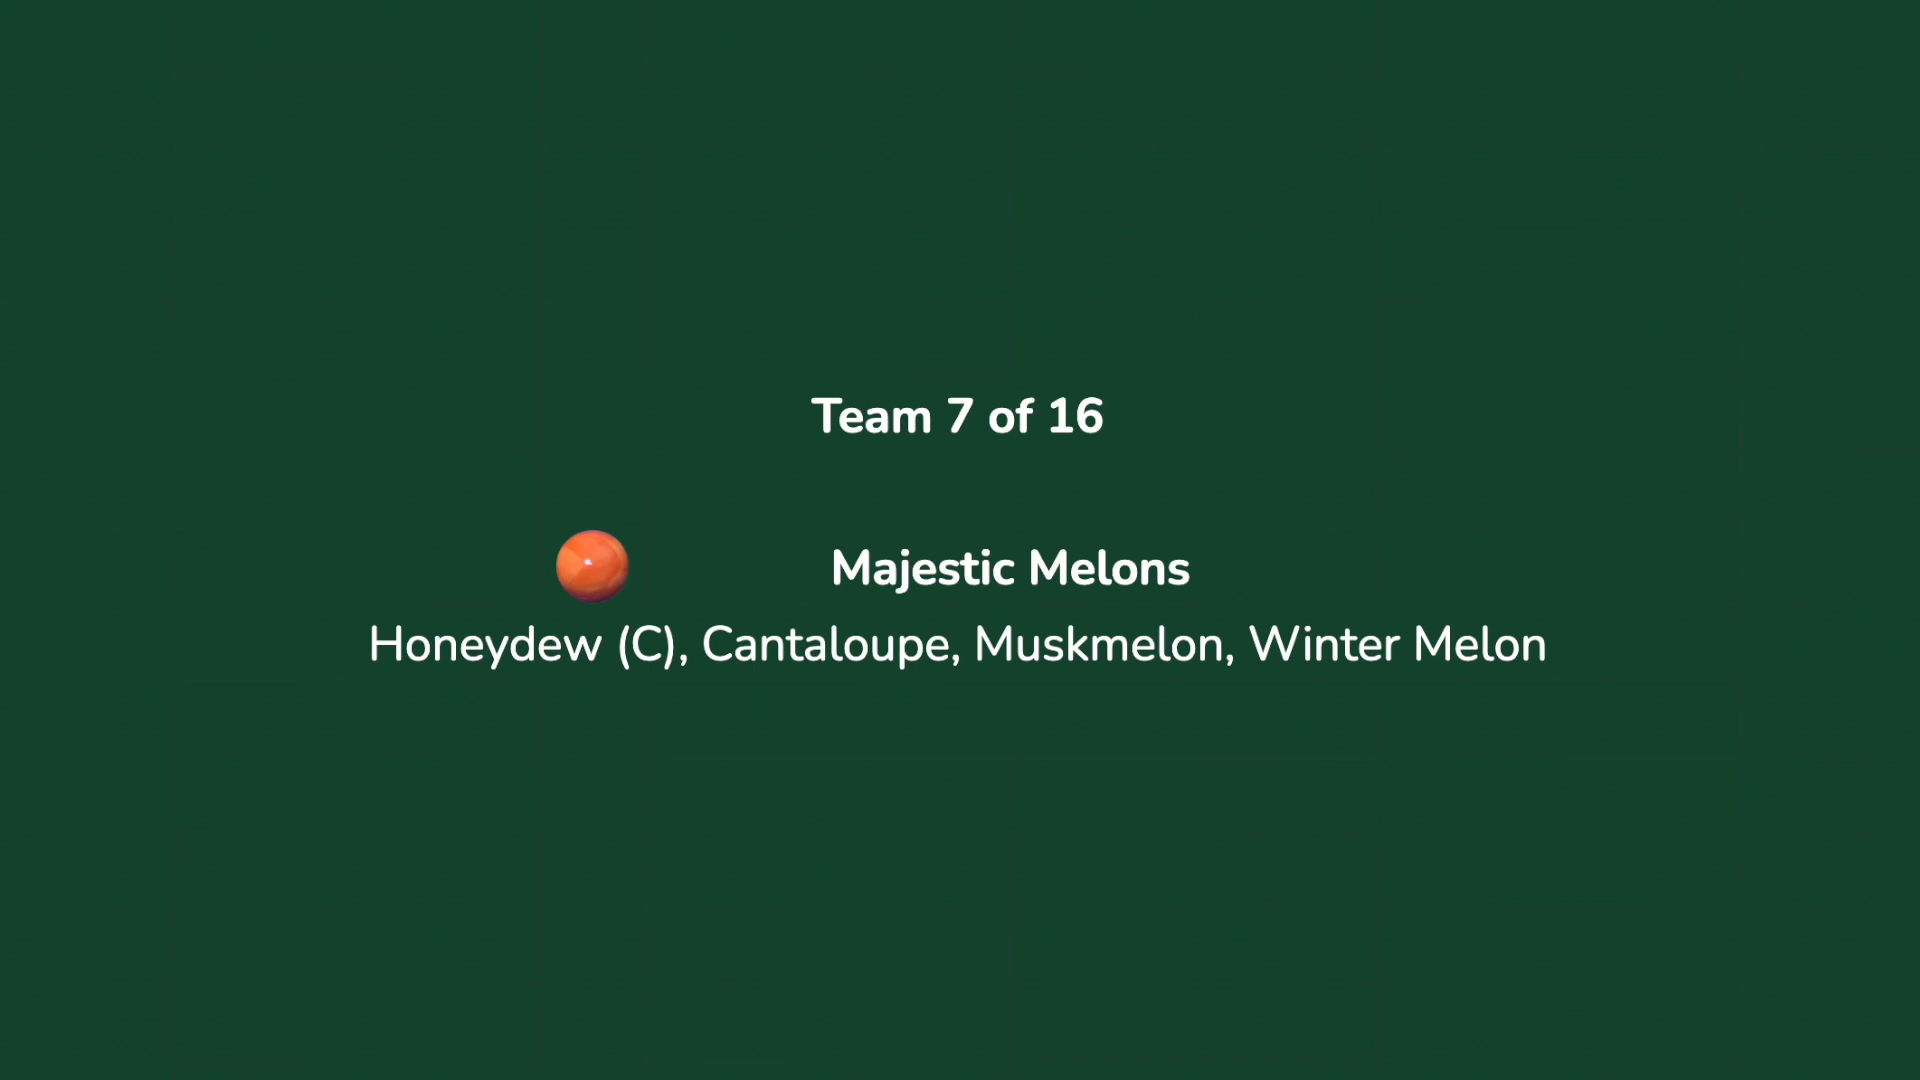 Team 7 of 16
Majestic Melons
Honeydew (C), Cantaloupe, Muskmelon, Winter Melon